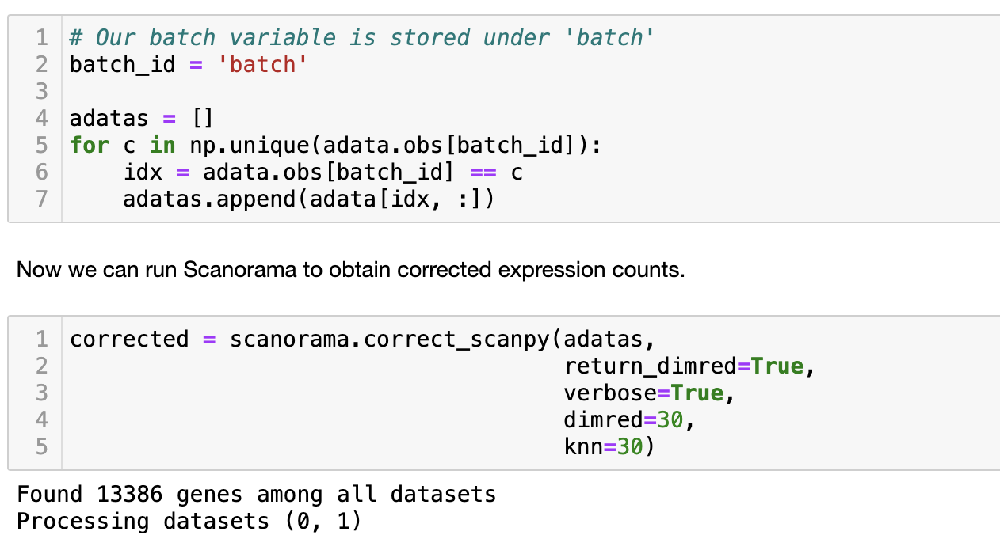 1 # Our batch variable is stored under 'batch'
2 batch_id = 'batch'
3
4 adatas = []
5 for c in np.unique(adata.obs[batch_id]):
6     idx = adata.obs[batch_id] == c
7     adatas.append(adata[idx, :])
Now we can run Scanorama to obtain corrected expression counts.
1 corrected = scanorama.correct_scanpy(adatas,
2                                      return_dimred=True,
3                                      verbose=True,
4                                      dimred=30,
5                                      knn=30)
Found 13386 genes among all datasets
Processing datasets (0, 1)